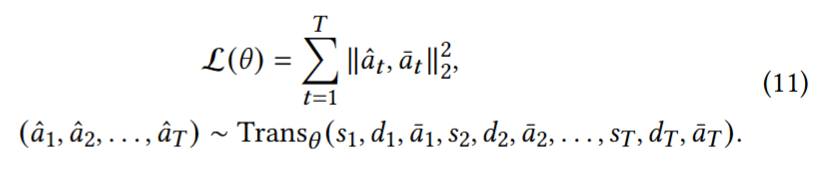 ℒ(θ) = ∑_{t=1}^{T} ‖â_t, ā_t‖_2^2,
(11)
(â_1, â_2, . . . , â_T) ∼ Trans_θ(s_1, d_1, ā_1, s_2, d_2, ā_2, . . . , s_T, d_T, ā_T).